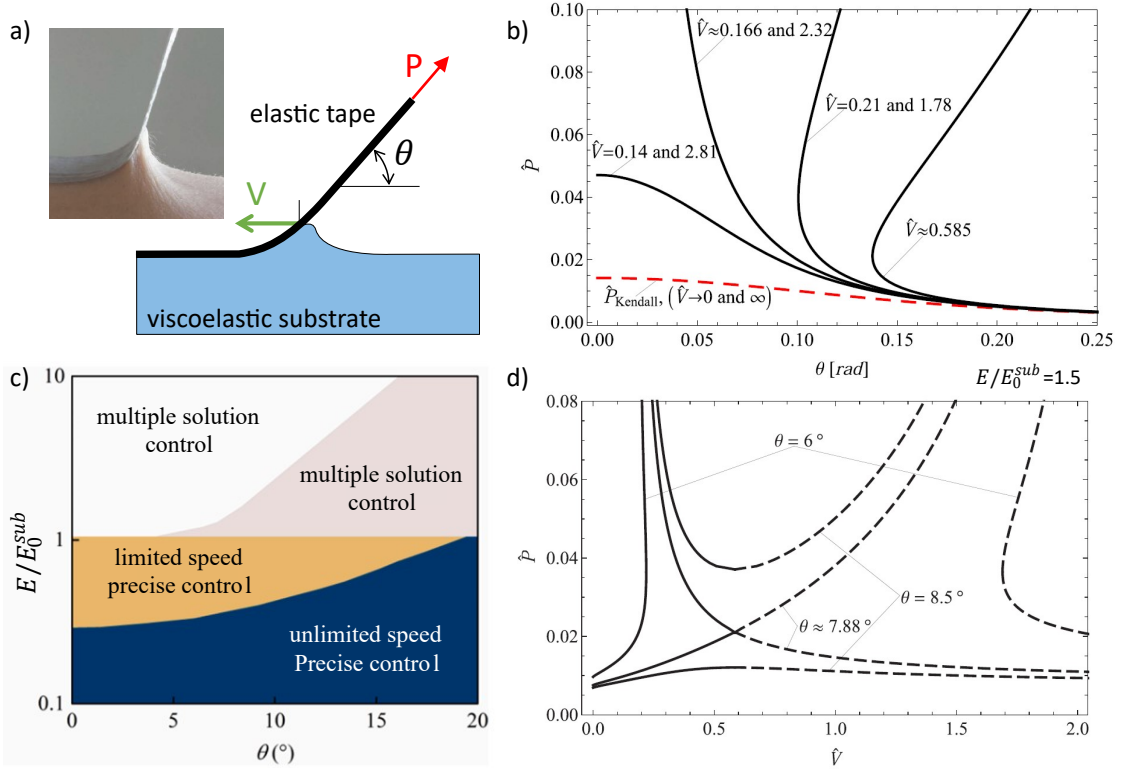 a)
P
elastic tape
θ
V
viscoelastic substrate
b)
0.10
0.08
0.06
0.04
0.02
0.00
P̂
V̂≈0.166 and 2.32
V̂=0.21 and 1.78
V̂=0.14 and 2.81
V̂≈0.585
P̂Kendall, (V̂→0 and ∞)
0.00 0.05 0.10 0.15 0.20 0.25
θ [rad]
c)
10
1
0.1
E/E₀ˢᵘᵇ
multiple solution
control
multiple solution
control
limited speed
precise control
unlimited speed
Precise control
0 5 10 15 20
θ (°)
d)
E/E₀ˢᵘᵇ=1.5
0.08
0.06
0.04
0.02
0.00
P̂
θ = 6°
θ = 8.5°
θ ≈ 7.88°
0.0 0.5 1.0 1.5 2.0
V̂